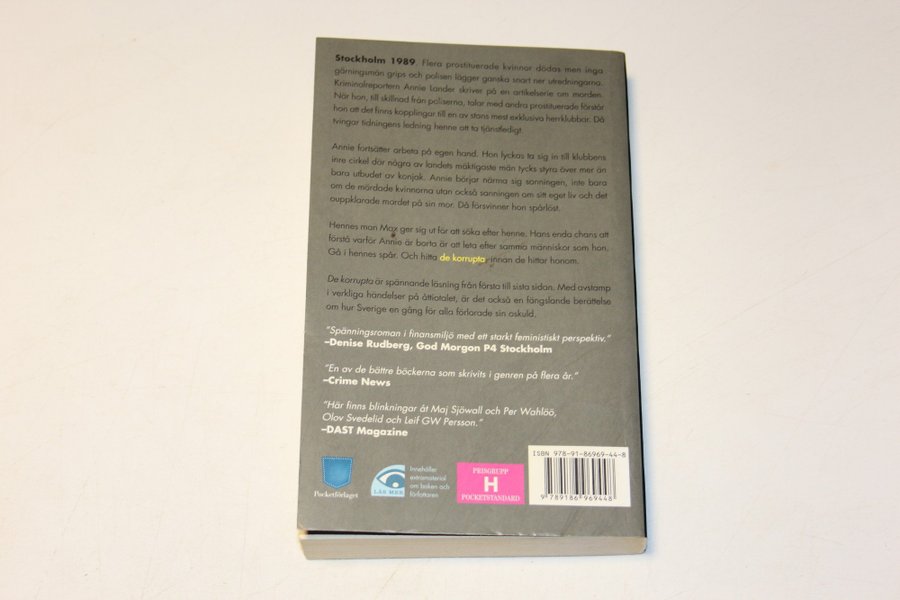 Stockholm 1989 Flera prostituerade kvinnor dödas men inga
gärningsmän grips och polisen lägger ganska snart ner utredningarna.
Kriminalreportern Annie Lander skriver på en artikelserie om morden.
När hon, till skillnad från poliserna, talar med andra prostituerade förstår
hon att det finns kopplingar till en av stans mest exklusiva herrklubbar. Då
tvingar tidningens ledning henne att ta tjänstledigt.
Annie fortsätter arbeta på egen hand. Hon lyckas ta sig in till klubbens
inre cirkel där några av landets mäktigaste män tycks styra över mer än
bara utbudet av konjak. Annie börjar närma sig sanningen, inte bara
om de mördade kvinnorna utan också sanningen om sitt eget liv och det
ouppklarade mordet på sin mor. Då försvinner hon spårlöst.
Hennes man Max ger sig ut för att söka efter henne. Hans enda chans att
förstå varför Annie är borta är att leta efter samma människor som hon.
Gå i hennes spår. Och hitta de korrupta innan de hittar honom.
De korrupta är spännande läsning från första till sista sidan. Med avstamp
i verkliga händelser på åttiotalet, är det också en fängslande berättelse
om hur Sverige en gång för alla förlorade sin oskuld.
"Spänningsroman i finansmiljö med ett starkt feministiskt perspektiv."
–Denise Rudberg, God Morgon P4 Stockholm
"En av de bättre böckerna som skrivits i genren på flera år."
–Crime News
"Här finns blinkningar åt Maj Sjöwall och Per Wahlöö,
Olov Svedelid och Leif GW Persson."
–DAST Magazine
Pocketförlaget
LÄS MER
Innehåller
extramaterial
om boken och
författaren
PRISGRUPP
H
POCKETSTANDARD
ISBN 978-91-86969-44-8
9 789186 969448